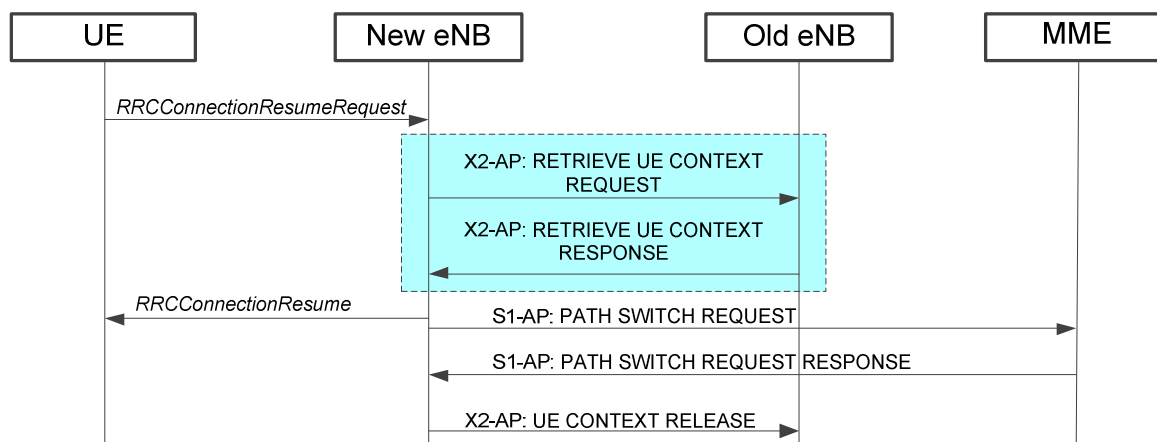 UE
New eNB
Old eNB
MME
RRCConnectionResumeRequest
X2-AP: RETRIEVE UE CONTEXT
REQUEST
X2-AP: RETRIEVE UE CONTEXT
RESPONSE
RRCConnectionResume
S1-AP: PATH SWITCH REQUEST
S1-AP: PATH SWITCH REQUEST RESPONSE
X2-AP: UE CONTEXT RELEASE